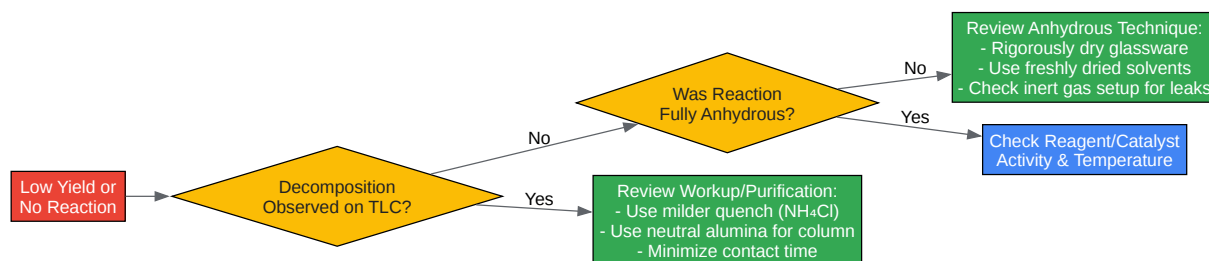 Low Yield or
No Reaction
Decomposition
Observed on TLC?
No
Yes
Was Reaction
Fully Anhydrous?
No
Yes
Review Anhydrous Technique:
- Rigorously dry glassware
- Use freshly dried solvents
- Check inert gas setup for leaks
Check Reagent/Catalyst
Activity & Temperature
Review Workup/Purification:
- Use milder quench (NH₄Cl)
- Use neutral alumina for column
- Minimize contact time